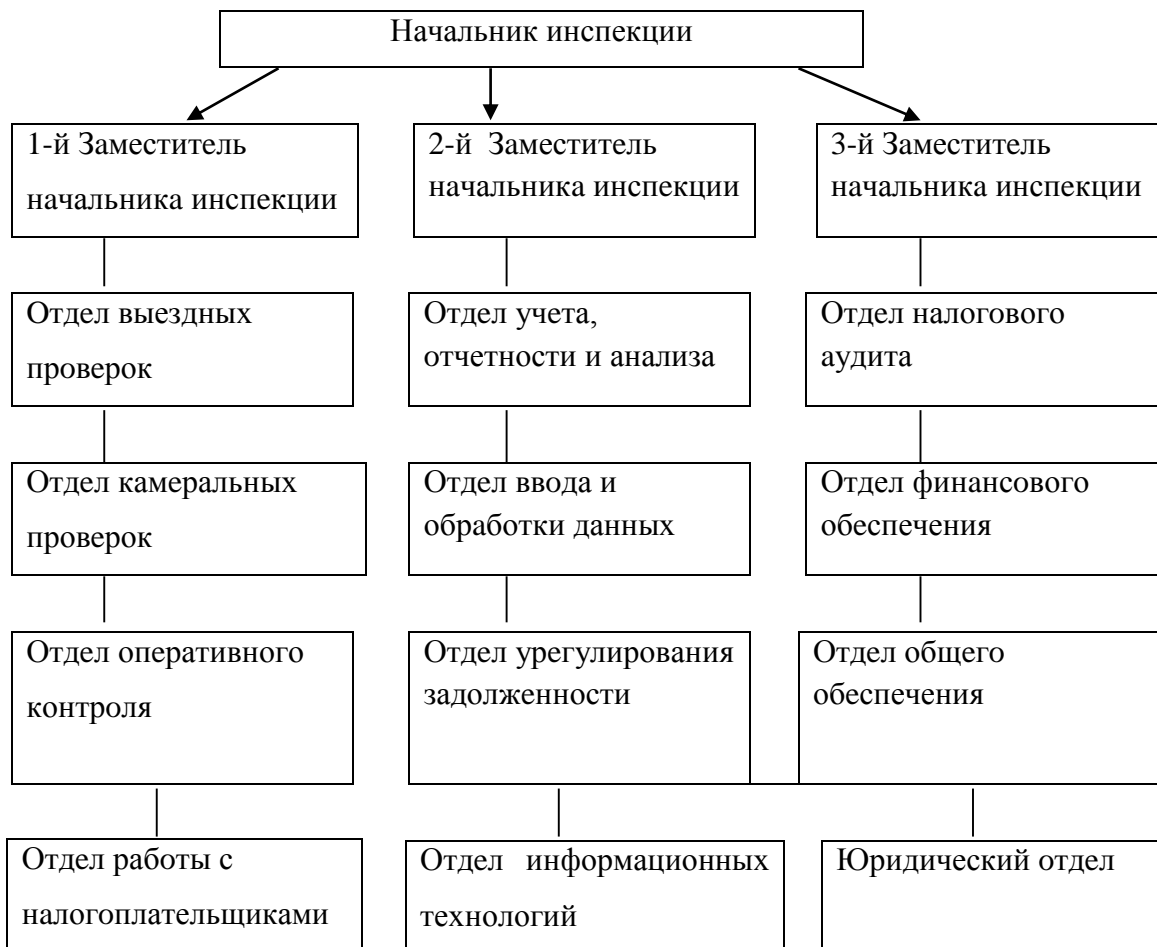 Начальник инспекции
1-й Заместитель
начальника инспекции
2-й Заместитель
начальника инспекции
3-й Заместитель
начальника инспекции
Отдел выездных
проверок
Отдел учета,
отчетности и анализа
Отдел налогового
аудита
Отдел камеральных
проверок
Отдел ввода и
обработки данных
Отдел финансового
обеспечения
Отдел оперативного
контроля
Отдел урегулирования
задолженности
Отдел общего
обеспечения
Отдел работы с
налогоплательщиками
Отдел информационных
технологий
Юридический отдел